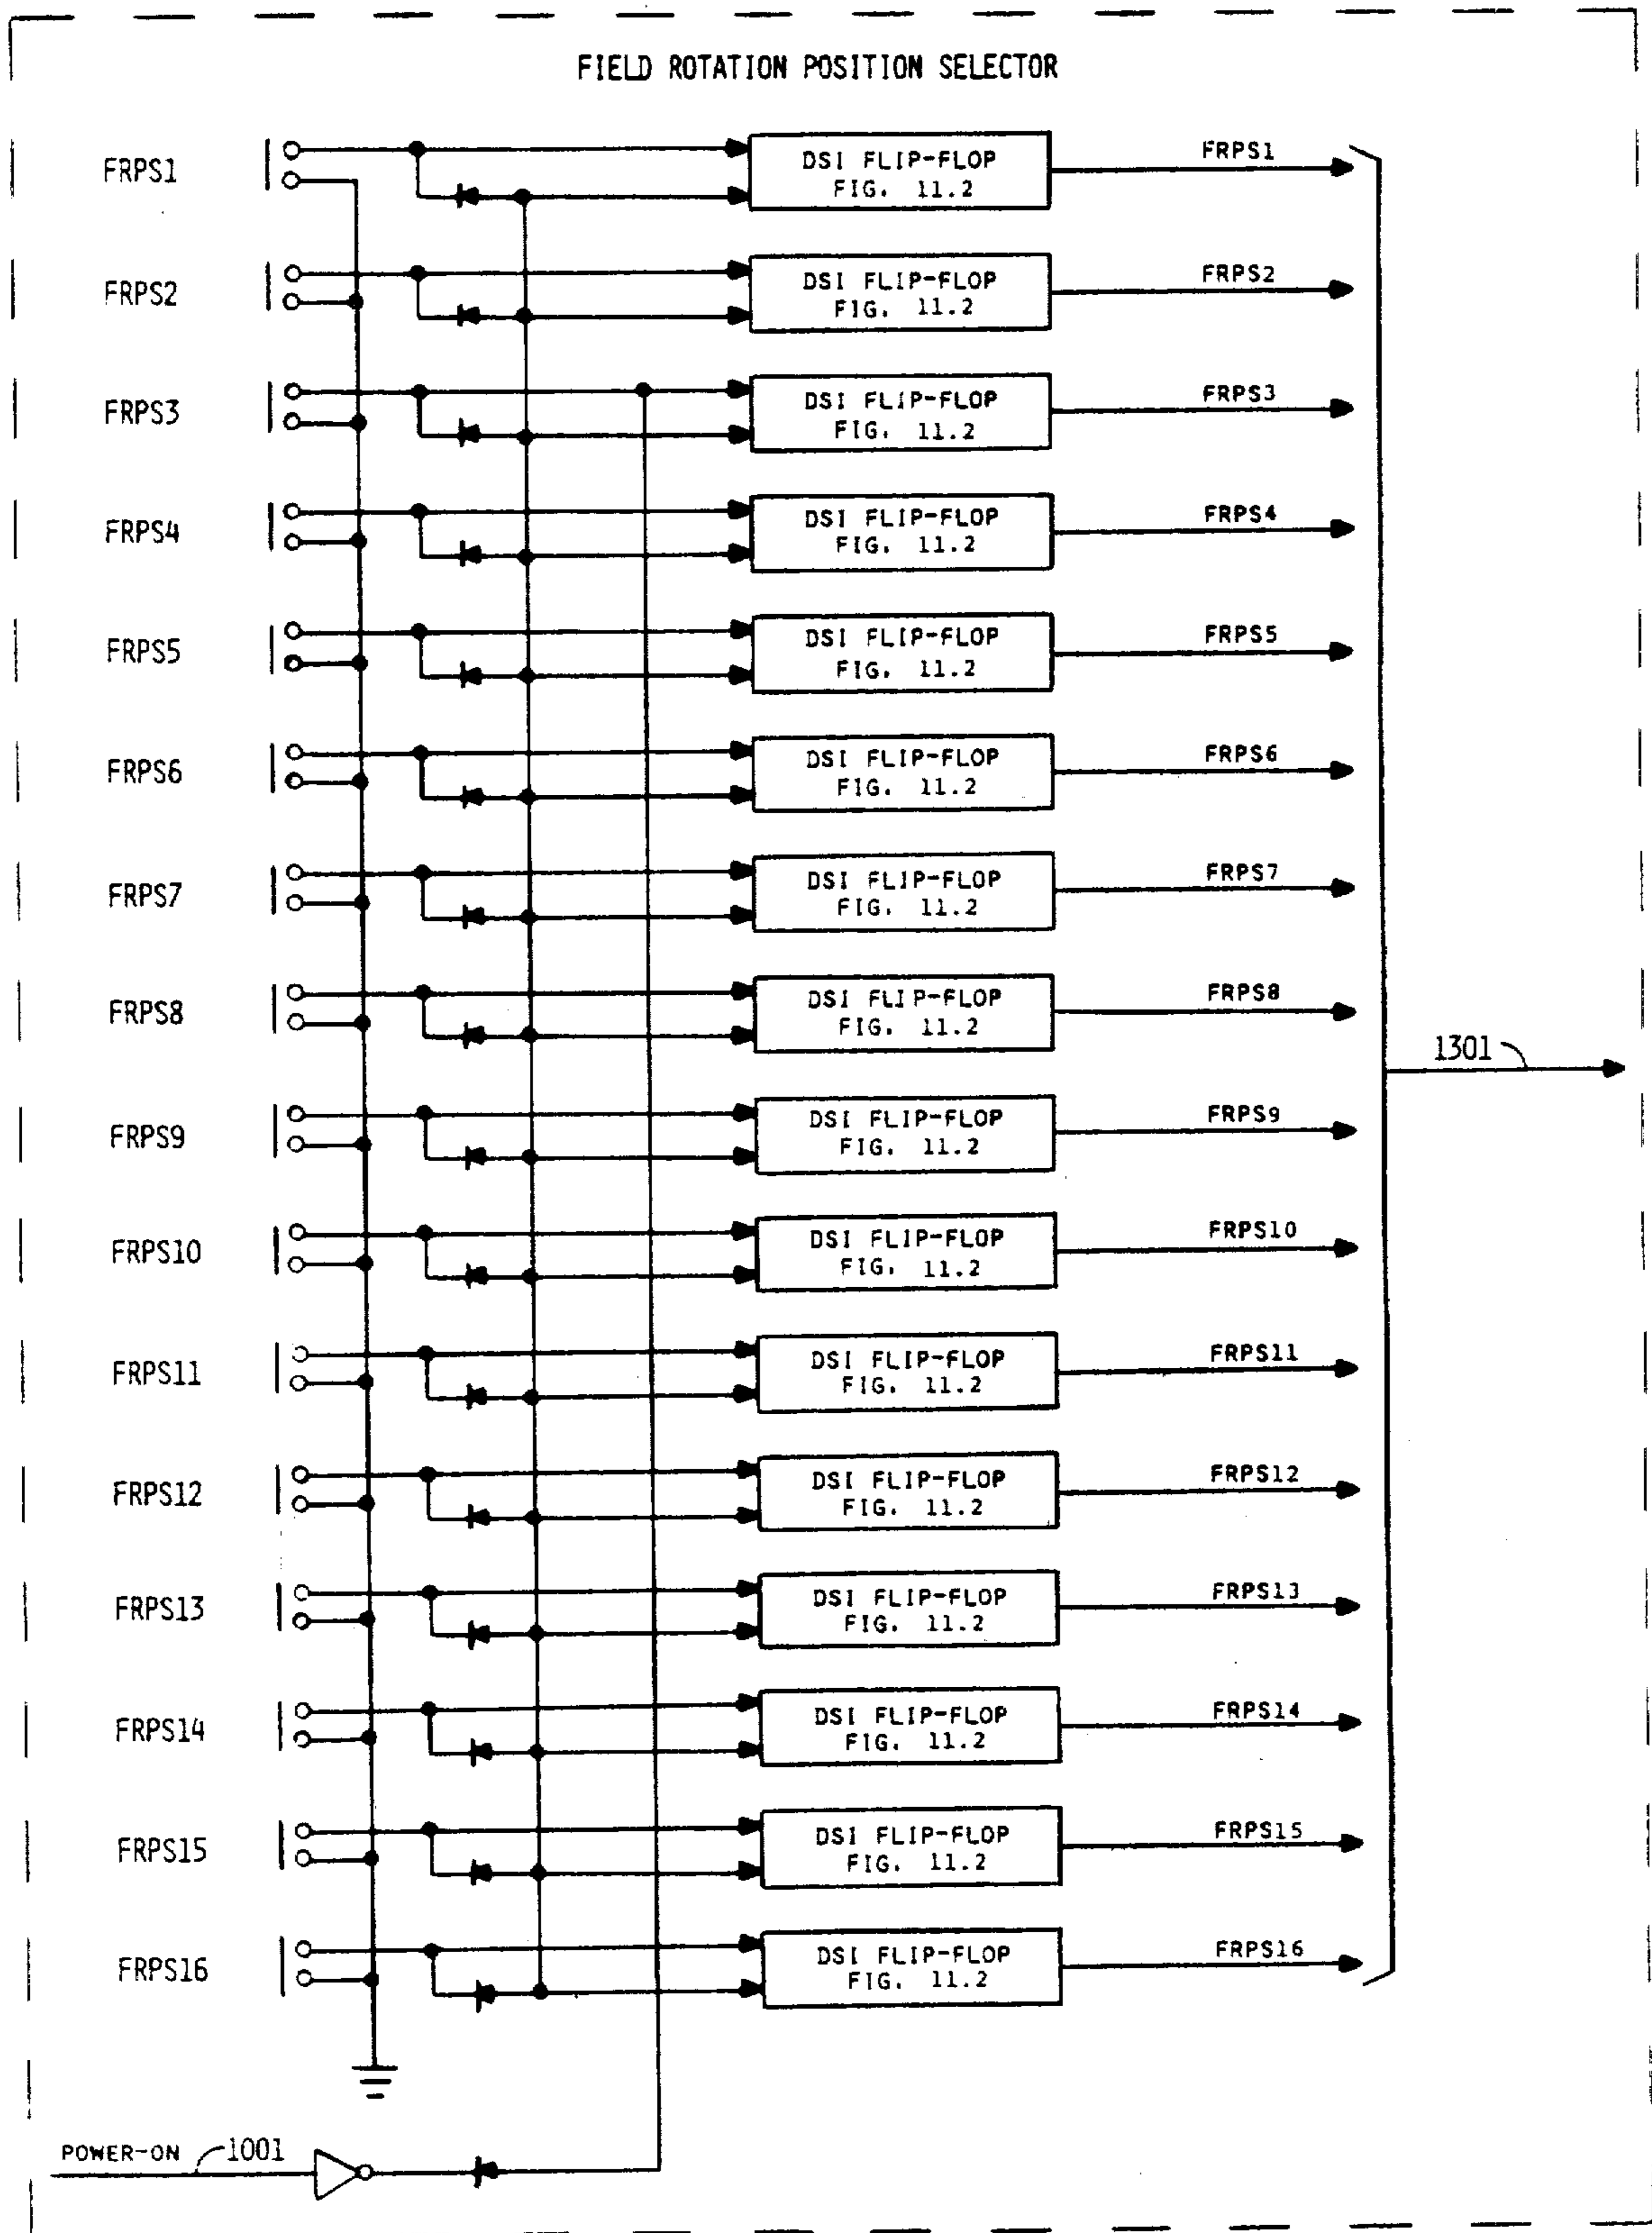 FIELD ROTATION POSITION SELECTOR
FRPS1
DSI FLIP-FLOP
FIG. 11.2
FRPS1
FRPS2
DSI FLIP-FLOP
FIG. 11.2
FRPS2
FRPS3
DSI FLIP-FLOP
FIG. 11.2
FRPS3
FRPS4
DSI FLIP-FLOP
FIG. 11.2
FRPS4
FRPS5
DSI FLIP-FLOP
FIG. 11.2
FRPS5
FRPS6
DSI FLIP-FLOP
FIG. 11.2
FRPS6
FRPS7
DSI FLIP-FLOP
FIG. 11.2
FRPS7
FRPS8
DSI FLIP-FLOP
FIG. 11.2
FRPS8
1301
FRPS9
DSI FLIP-FLOP
FIG. 11.2
FRPS9
FRPS10
DSI FLIP-FLOP
FIG. 11.2
FRPS10
FRPS11
DSI FLIP-FLOP
FIG. 11.2
FRPS11
FRPS12
DSI FLIP-FLOP
FIG. 11.2
FRPS12
FRPS13
DSI FLIP-FLOP
FIG. 11.2
FRPS13
FRPS14
DSI FLIP-FLOP
FIG. 11.2
FRPS14
FRPS15
DSI FLIP-FLOP
FIG. 11.2
FRPS15
FRPS16
DSI FLIP-FLOP
FIG. 11.2
FRPS16
POWER-ON 1001